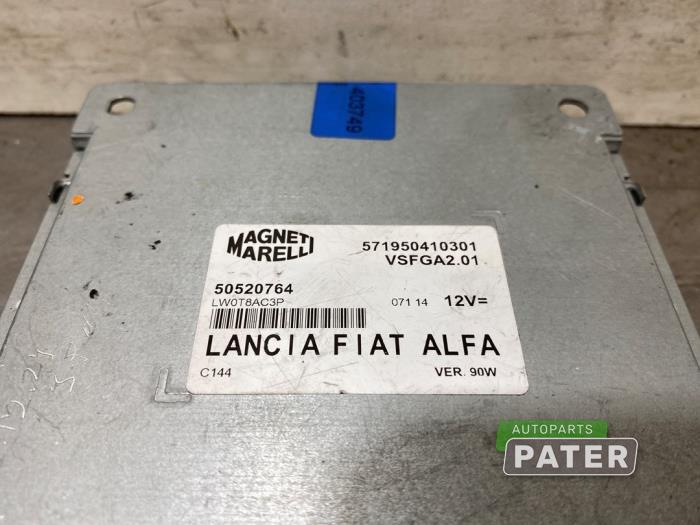 403749
MAGNETI
MARELLI
571950410301
VSFGA2.01
50520764
LW0T8AC3P
071 14 12V=
LANCIA FIAT ALFA
C144
VER. 90W
AUTOPARTS
PATER